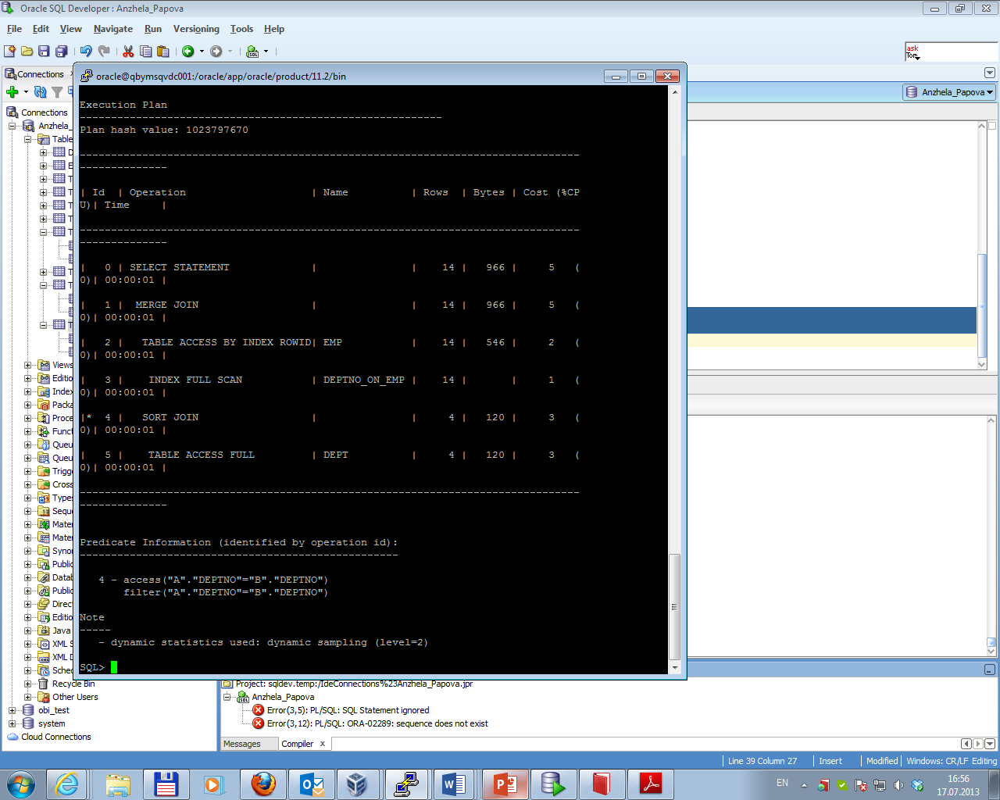 Oracle SQL Developer : Anzhela_Papova
File Edit View Navigate Run Versioning Tools Help
ask
Tom
Connections
Anzhela_Papova
oracle@qbymsqvdc001:/oracle/app/oracle/product/11.2/bin
Connections
Anzhela_
Table
D
E
T
T
T
T
T
T
T
T
Views
Edition
Index
Packa
Proce
Funct
Queu
Queu
Trigge
Cross
Types
Seque
Mater
Mater
Synor
Public
Datab
Public
Direct
Edition
Java
XML S
XML D
Sched
Recycle Bin
Other Users
obi_test
system
Cloud Connections
Execution Plan
----------------------------------------------------------
Plan hash value: 1023797670
--------------------------------------------------------------------------------
--------------
| Id  | Operation                    | Name          | Rows  | Bytes | Cost (%CP
U)| Time     |
--------------------------------------------------------------------------------
--------------
|   0 | SELECT STATEMENT             |               |    14 |   966 |     5   (
0)| 00:00:01 |
|   1 |  MERGE JOIN                  |               |    14 |   966 |     5   (
0)| 00:00:01 |
|   2 |   TABLE ACCESS BY INDEX ROWID| EMP           |    14 |   546 |     2   (
0)| 00:00:01 |
|   3 |    INDEX FULL SCAN           | DEPTNO_ON_EMP |    14 |       |     1   (
0)| 00:00:01 |
|*  4 |   SORT JOIN                  |               |     4 |   120 |     3   (
0)| 00:00:01 |
|   5 |    TABLE ACCESS FULL         | DEPT          |     4 |   120 |     3   (
0)| 00:00:01 |
--------------------------------------------------------------------------------
--------------
Predicate Information (identified by operation id):
---------------------------------------------------
4 - access("A"."DEPTNO"="B"."DEPTNO")
filter("A"."DEPTNO"="B"."DEPTNO")
Note
-----
- dynamic statistics used: dynamic sampling (level=2)
SQL>
Project: sqldev.temp:/IdeConnections%23Anzhela_Papova.jpr
Anzhela_Papova
Error(3,5): PL/SQL: SQL Statement ignored
Error(3,12): PL/SQL: ORA-02289: sequence does not exist
Messages Compiler x
Line 39 Column 27 | Insert | Modified | Windows: CR/LF Editing
EN
16:56
17.07.2013